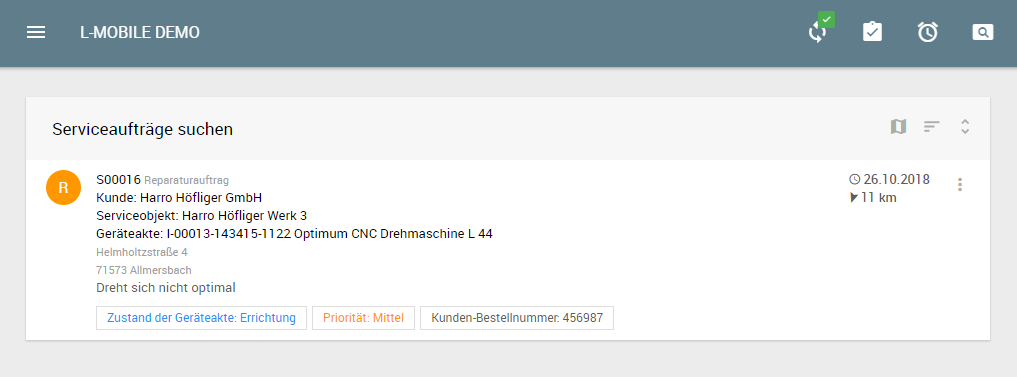 L-MOBILE DEMO
Serviceaufträge suchen
R
S00016 Reparaturauftrag
26.10.2018
Kunde: Harro Höfliger GmbH
11 km
Serviceobjekt: Harro Höfliger Werk 3
Geräteakte: I-00013-143415-1122 Optimum CNC Drehmaschine L 44
Helmholtzstraße 4
71573 Allmersbach
Dreht sich nicht optimal
Zustand der Geräteakte: Errichtung
Priorität: Mittel
Kunden-Bestellnummer: 456987